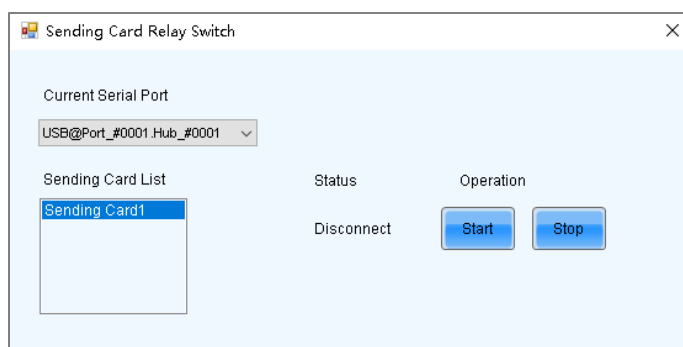 Sending Card Relay Switch
Current Serial Port
USB@Port_#0001.Hub_#0001
Sending Card List
Status
Operation
Sending Card1
Disconnect
Start
Stop